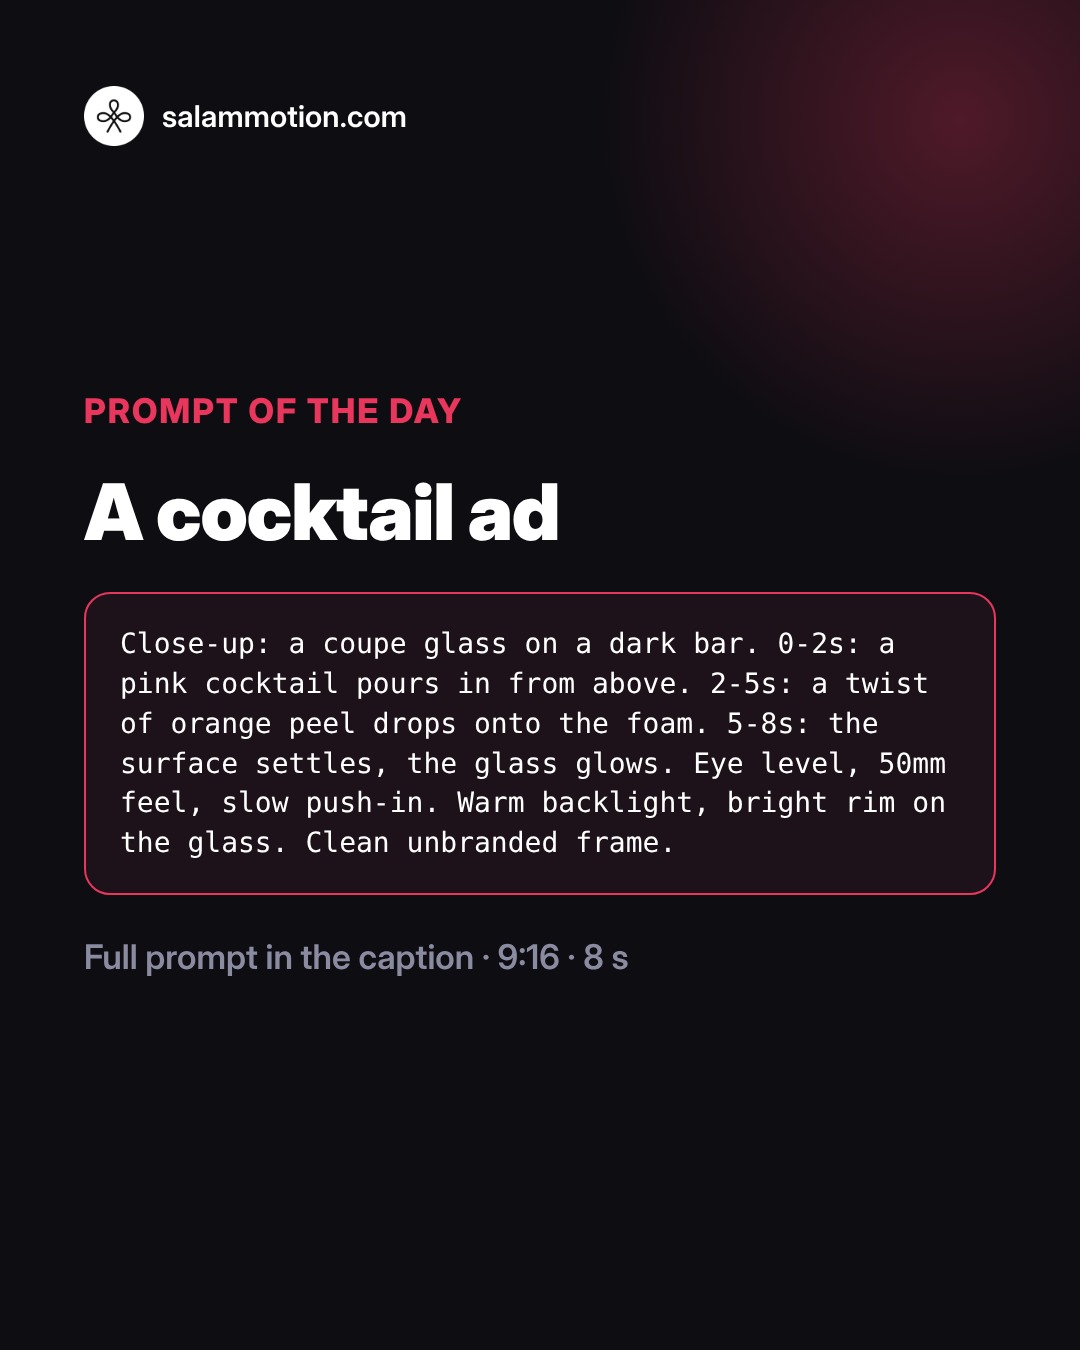 salammotion.com
PROMPT OF THE DAY
A cocktail ad
Close-up: a coupe glass on a dark bar. 0-2s: a
pink cocktail pours in from above. 2-5s: a twist
of orange peel drops onto the foam. 5-8s: the
surface settles, the glass glows. Eye level, 50mm
feel, slow push-in. Warm backlight, bright rim on
the glass. Clean unbranded frame.
Full prompt in the caption · 9:16 · 8 s